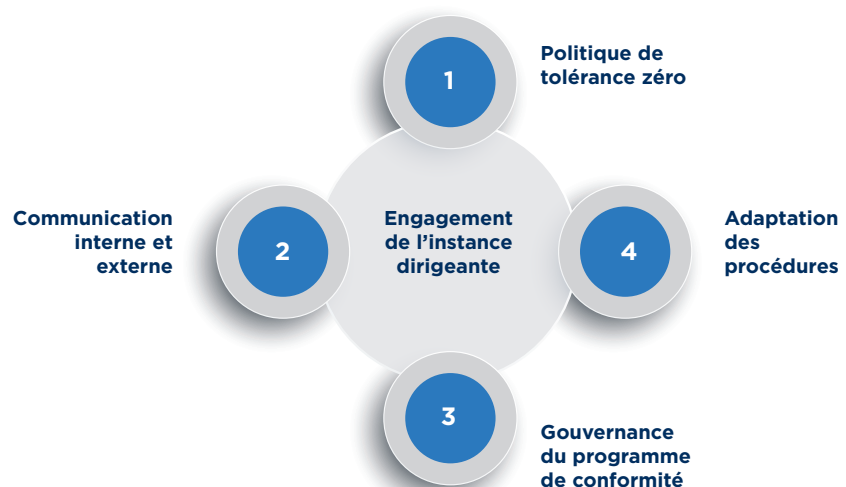 1
Politique de
tolérance zéro
Communication
interne et
externe
2
Engagement
de l’instance
dirigeante
4
Adaptation
des
procédures
3
Gouvernance
du programme
de conformité